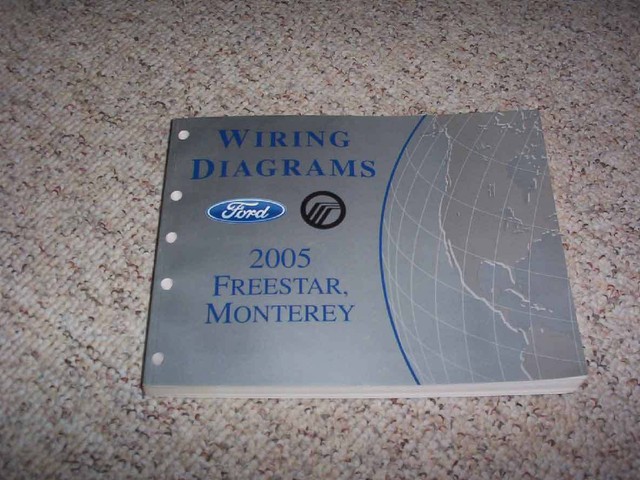 WIRING
DIAGRAMS
Ford
2005
FREESTAR,
MONTEREY